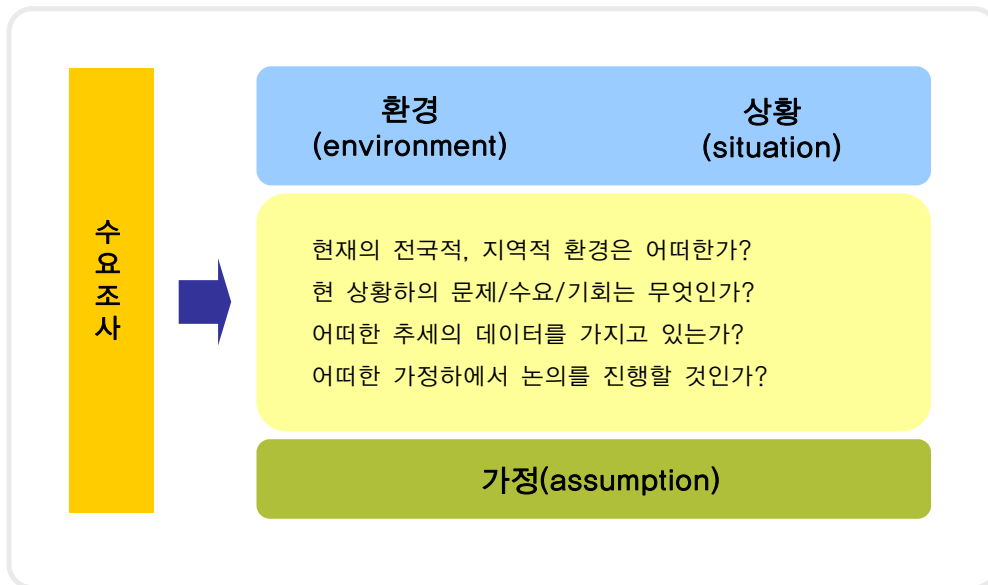 수요조사
환경 상황
(environment) (situation)
현재의 전국적, 지역적 환경은 어떠한가?
현 상황하의 문제/수요/기회는 무엇인가?
어떠한 추세의 데이터를 가지고 있는가?
어떠한 가정하에서 논의를 진행할 것인가?
가정(assumption)